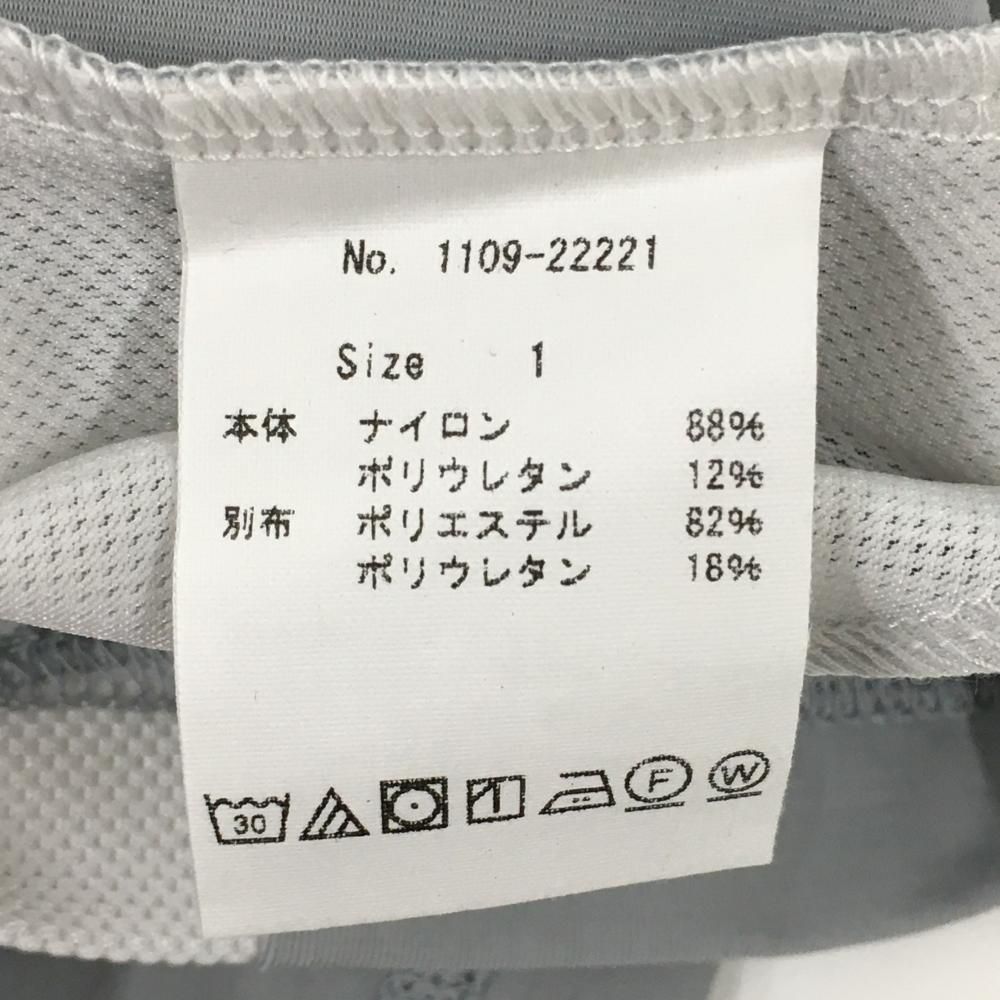 No. 1109-22221
Size 1
本体 ナイロン 88%
ポリウレタン 12%
別布 ポリエステル 82%
ポリウレタン 18%
30 F W